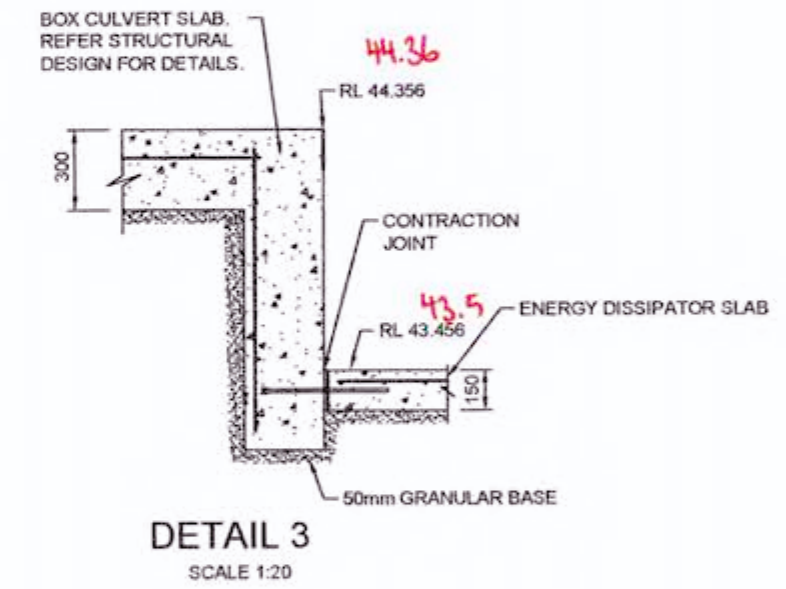 BOX CULVERT SLAB.
REFER STRUCTURAL
DESIGN FOR DETAILS.
44.36
RL 44.356
300
CONTRACTION
JOINT
43.5
RL 43.456
ENERGY DISSIPATOR SLAB
150
50mm GRANULAR BASE
DETAIL 3
SCALE 1:20